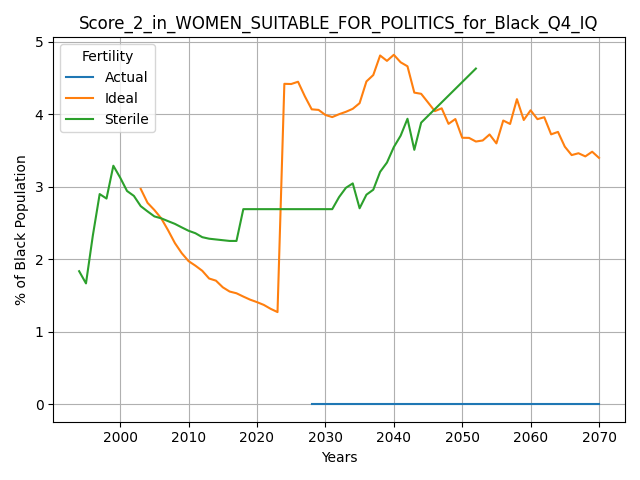 Score_2_in_WOMEN_SUITABLE_FOR_POLITICS_for_Black_Q4_IQ
Fertility
Actual
Ideal
Sterile
% of Black Population
5
4
3
2
1
0
2000 2010 2020 2030 2040 2050 2060 2070
Years